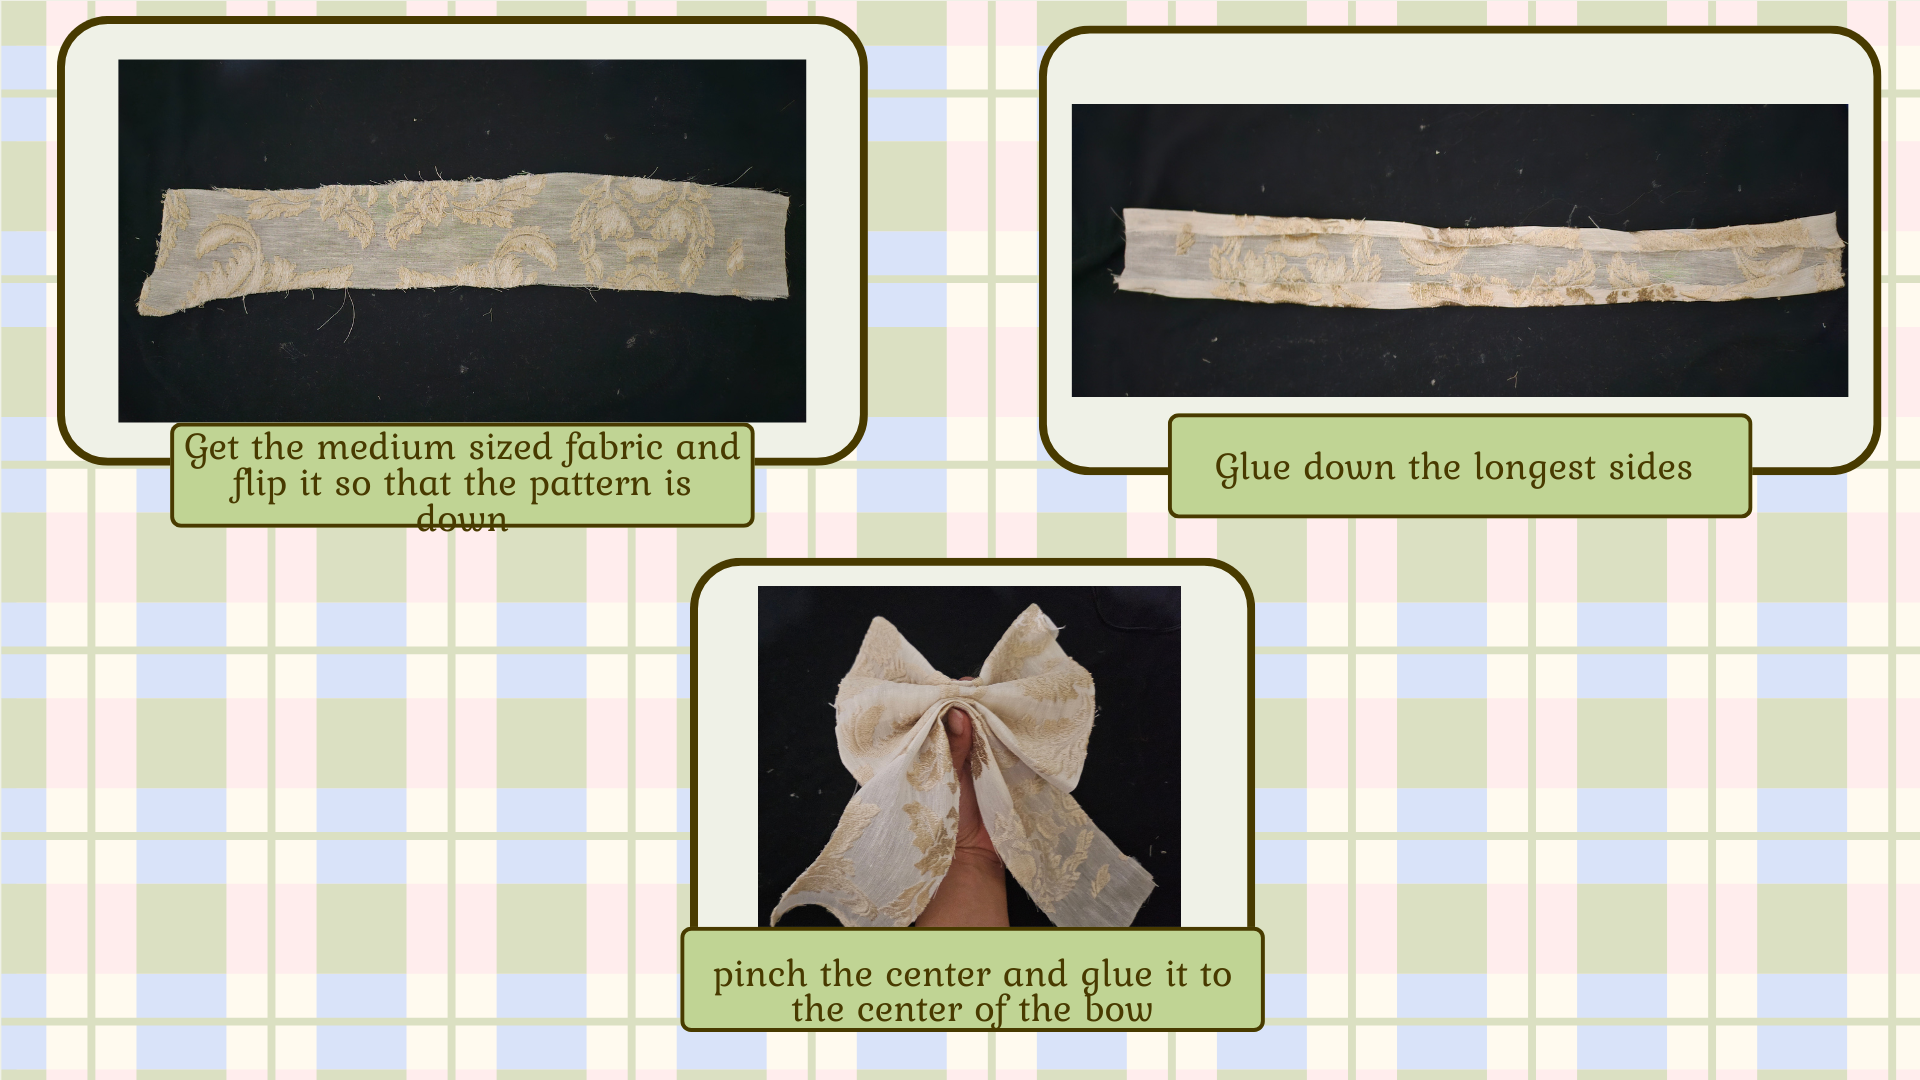 Get the medium sized fabric and
flip it so that the pattern is
down
Glue down the longest sides
pinch the center and glue it to
the center of the bow